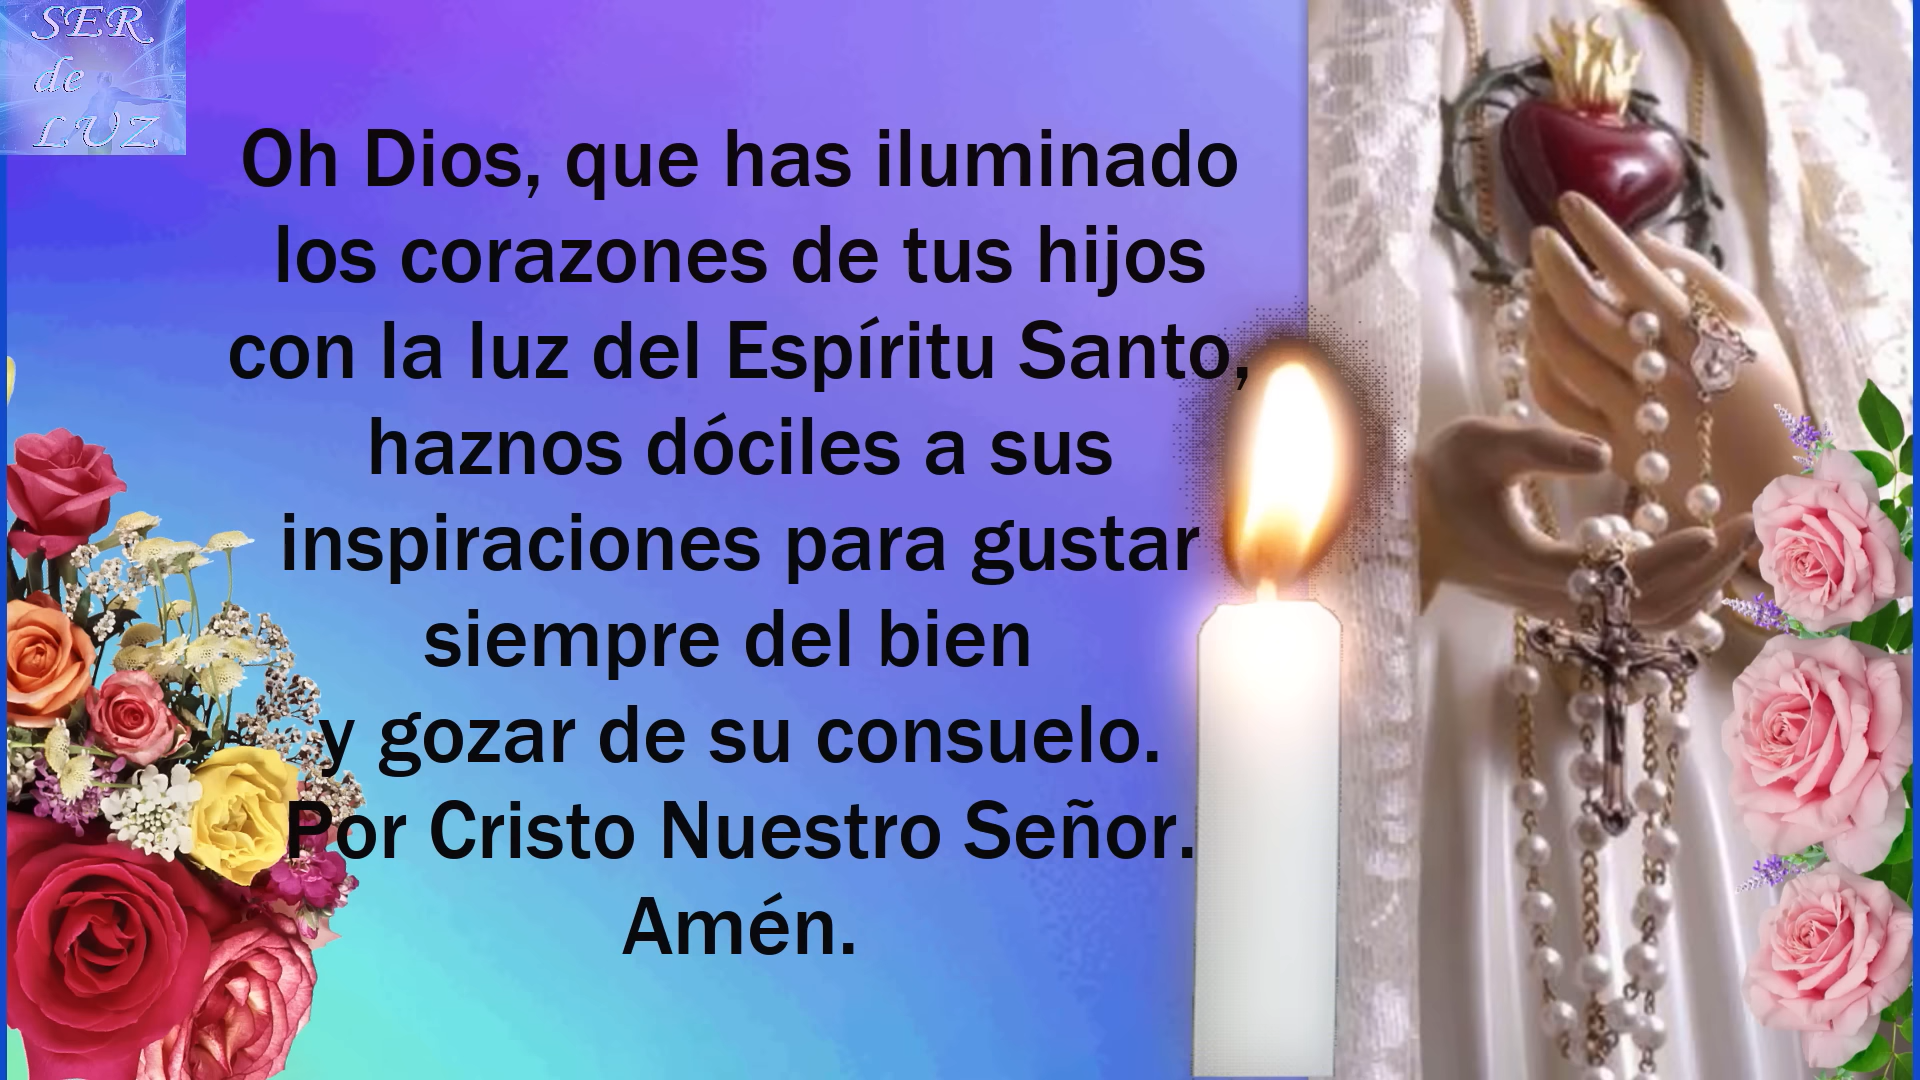 SER
de
LUZ
Oh Dios, que has iluminado
los corazones de tus hijos
con la luz del Espíritu Santo,
haznos dóciles a sus
inspiraciones para gustar
siempre del bien
y gozar de su consuelo.
Por Cristo Nuestro Señor.
Amén.